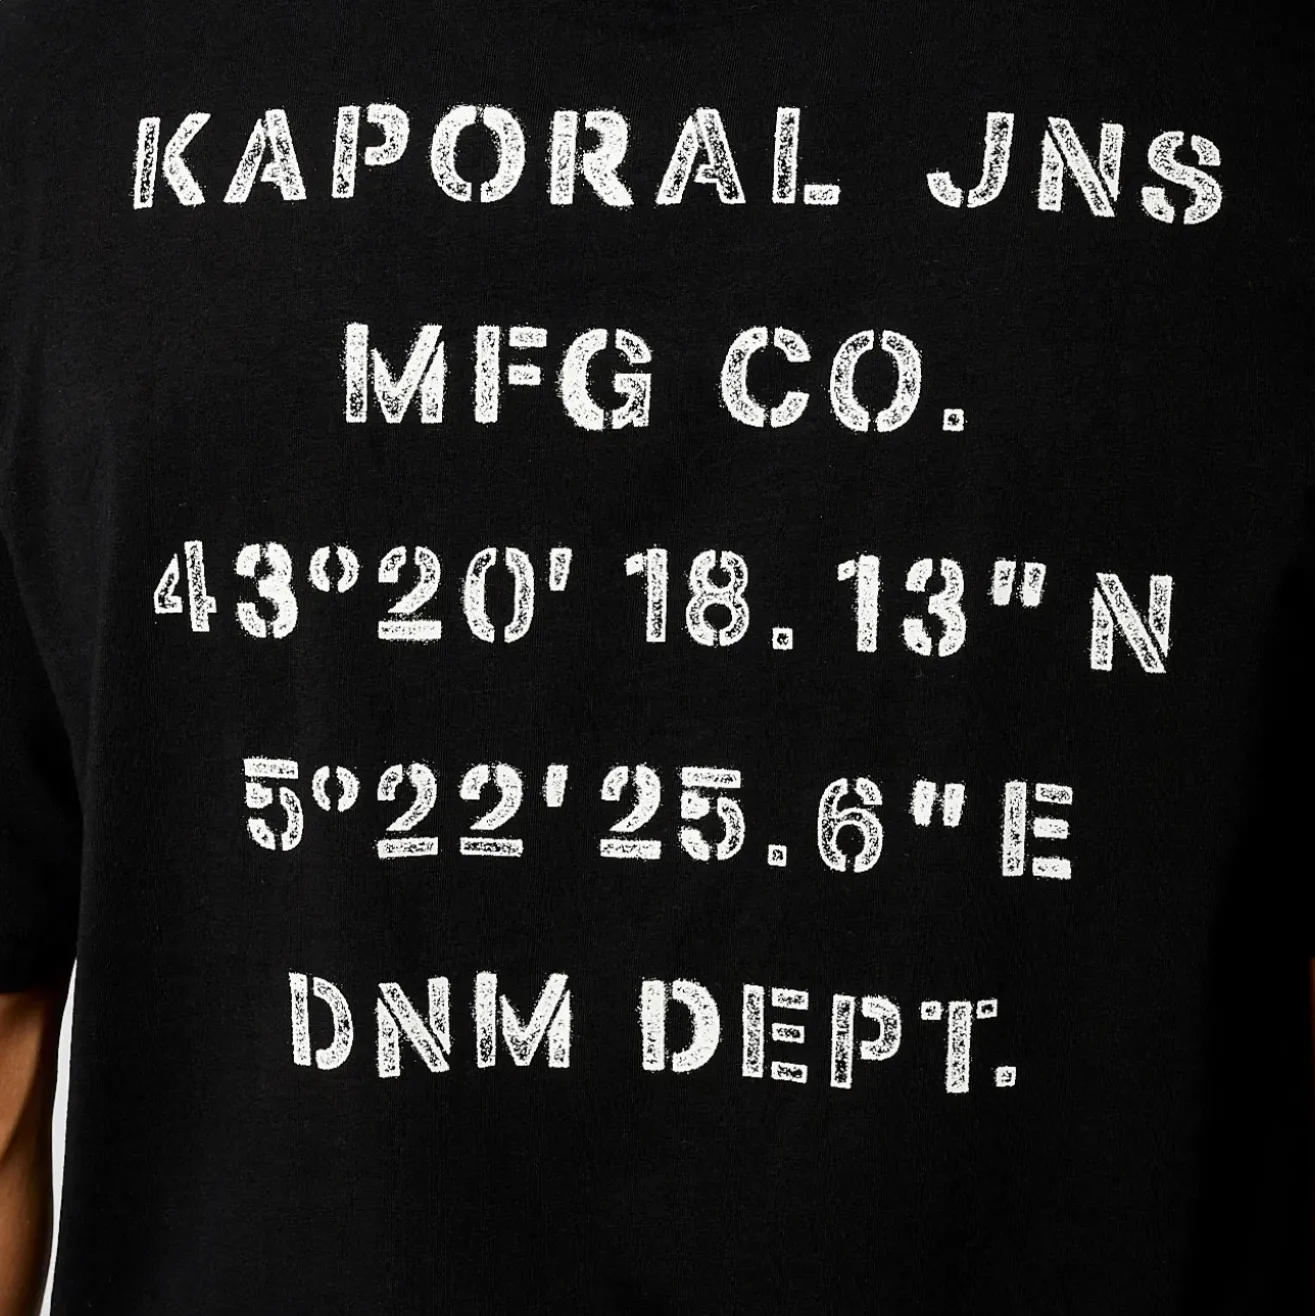 KAPORAL JNS
MFG CO.
43°20' 18.13" N
5°22'25.6"E
DNM DEPT.